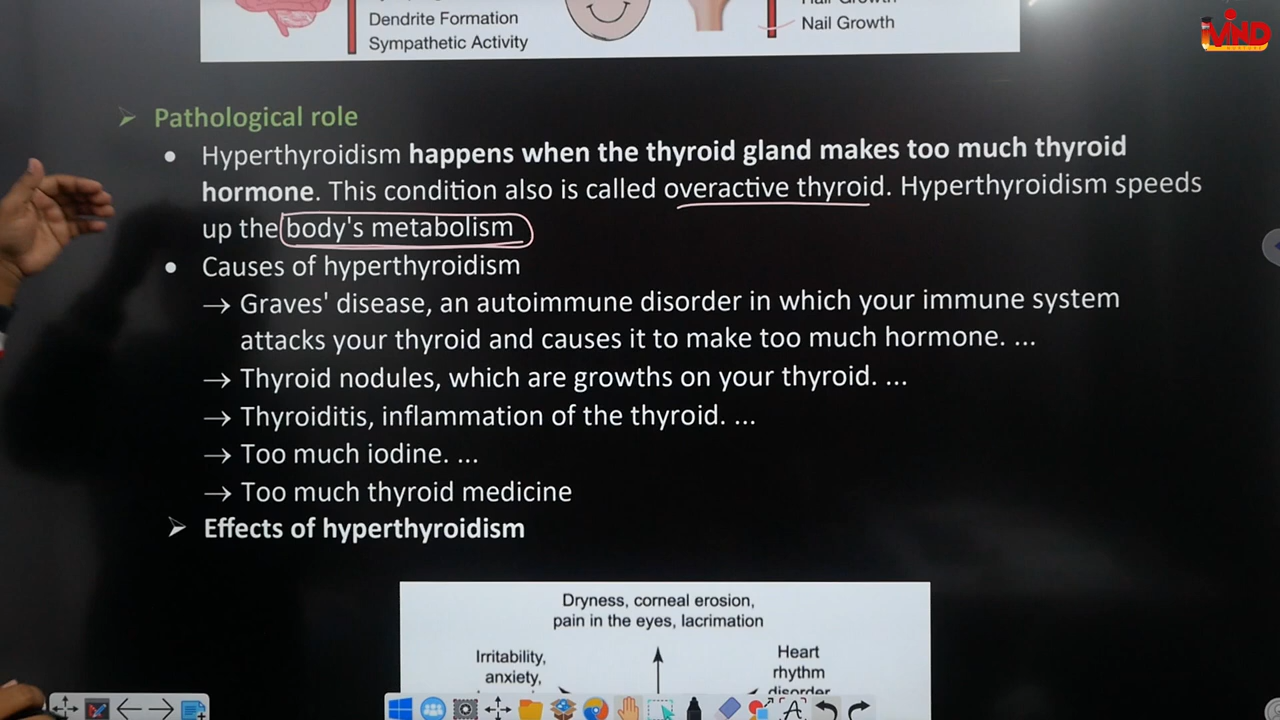 Dendrite Formation
Sympathetic Activity
Hair Growth
Nail Growth
iMIND
Pathological role
Hyperthyroidism happens when the thyroid gland makes too much thyroid
hormone. This condition also is called overactive thyroid. Hyperthyroidism speeds
up the body's metabolism
Causes of hyperthyroidism
→ Graves' disease, an autoimmune disorder in which your immune system
attacks your thyroid and causes it to make too much hormone. ...
→ Thyroid nodules, which are growths on your thyroid. ...
→ Thyroiditis, inflammation of the thyroid. ...
→ Too much iodine. ...
→ Too much thyroid medicine
Effects of hyperthyroidism
Dryness, corneal erosion,
pain in the eyes, lacrimation
Irritability,
anxiety,
Heart
rhythm
disorder